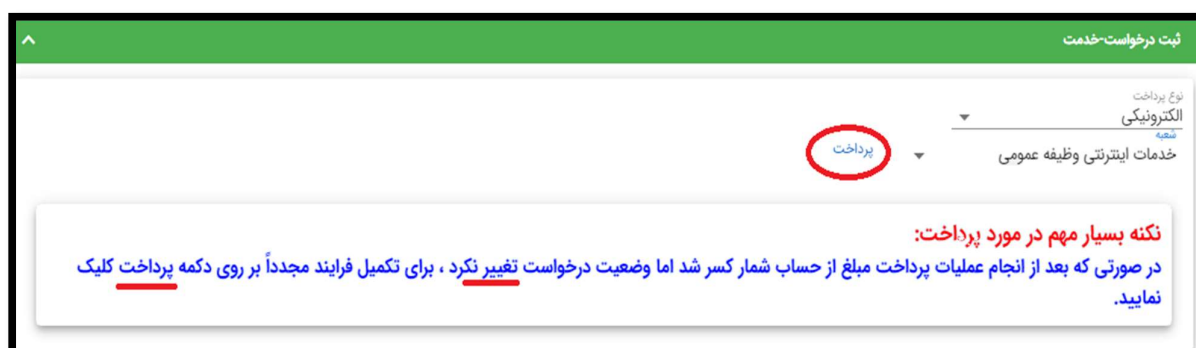 ثبت درخواست-خدمت
نوع پرداخت
الکترونیکی
شعبه
خدمات اینترنتی وظیفه عمومی
پرداخت
نکته بسیار مهم در مورد پرداخت:
در صورتی که بعد از انجام عملیات پرداخت مبلغ از حساب شمار کسر شد اما وضعیت درخواست تغییر نکرد ، برای تکمیل فرایند مجدداً بر روی دکمه پرداخت کلیک
نمایید.